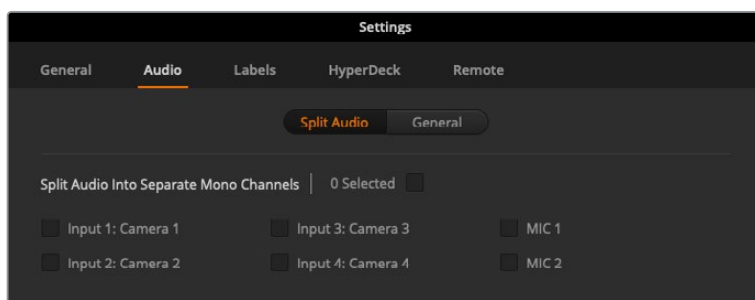 Settings
General Audio Labels HyperDeck Remote
Split Audio General
Split Audio Into Separate Mono Channels 0 Selected
Input 1: Camera 1 Input 3: Camera 3 MIC 1
Input 2: Camera 2 Input 4: Camera 4 MIC 2